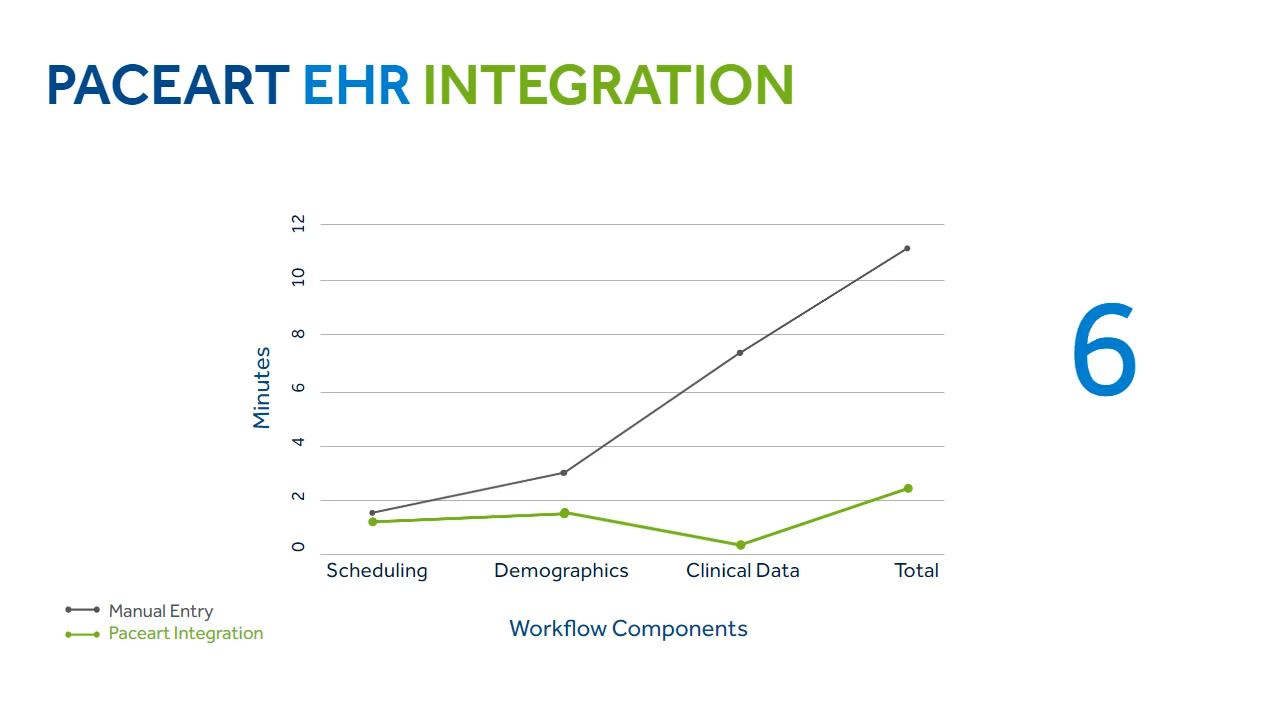 PACEART EHR INTEGRATION
12
10
8
6
4
2
0
Minutes
6
Scheduling Demographics Clinical Data Total
Manual Entry
Paceart Integration
Workflow Components